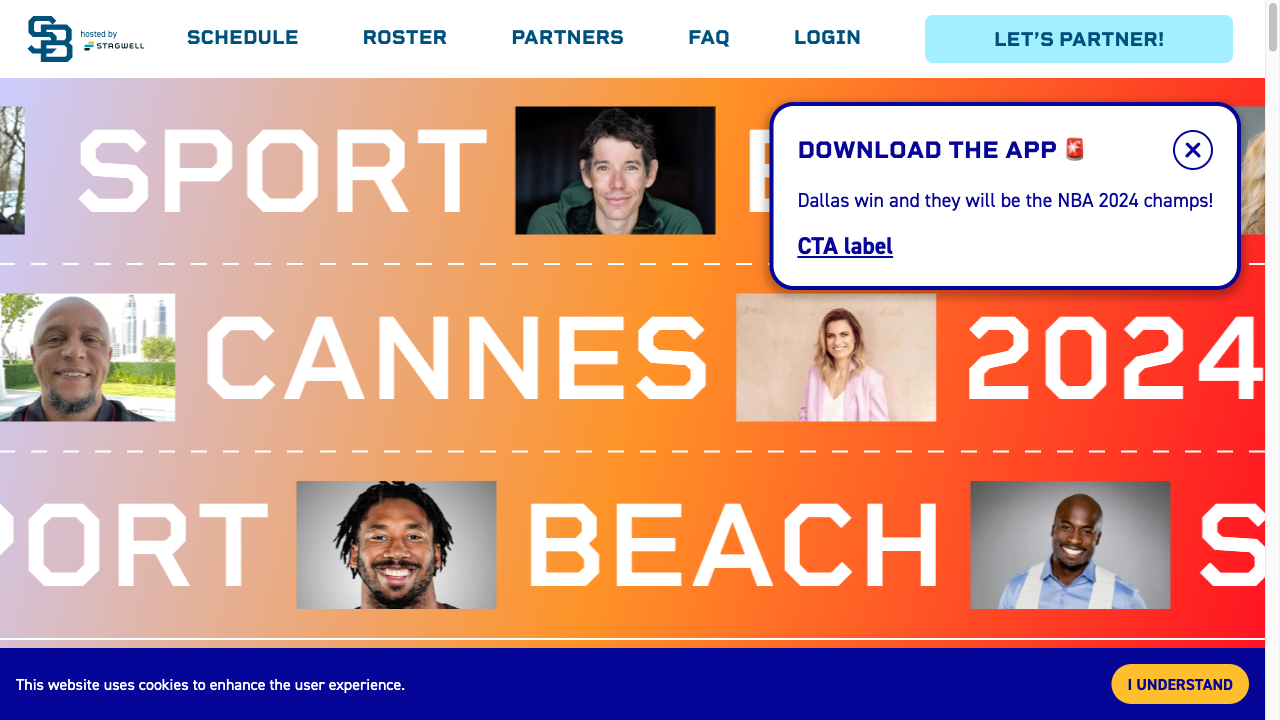 hosted by
STAGWELL
SCHEDULE
ROSTER
PARTNERS
FAQ
LOGIN
LET’S PARTNER!
SPORT
DOWNLOAD THE APP 🚨
Dallas win and they will be the NBA 2024 champs!
CTA label
CANNES
2024
PORT
BEACH
S
This website uses cookies to enhance the user experience.
I UNDERSTAND